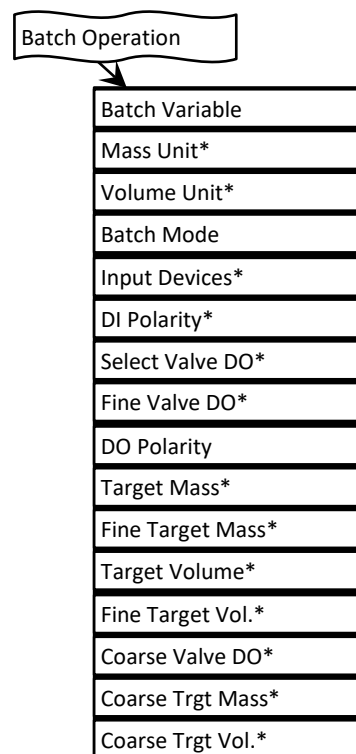 Batch Operation
Batch Variable
Mass Unit*
Volume Unit*
Batch Mode
Input Devices*
DI Polarity*
Select Valve DO*
Fine Valve DO*
DO Polarity
Target Mass*
Fine Target Mass*
Target Volume*
Fine Target Vol.*
Coarse Valve DO*
Coarse Trgt Mass*
Coarse Trgt Vol.*